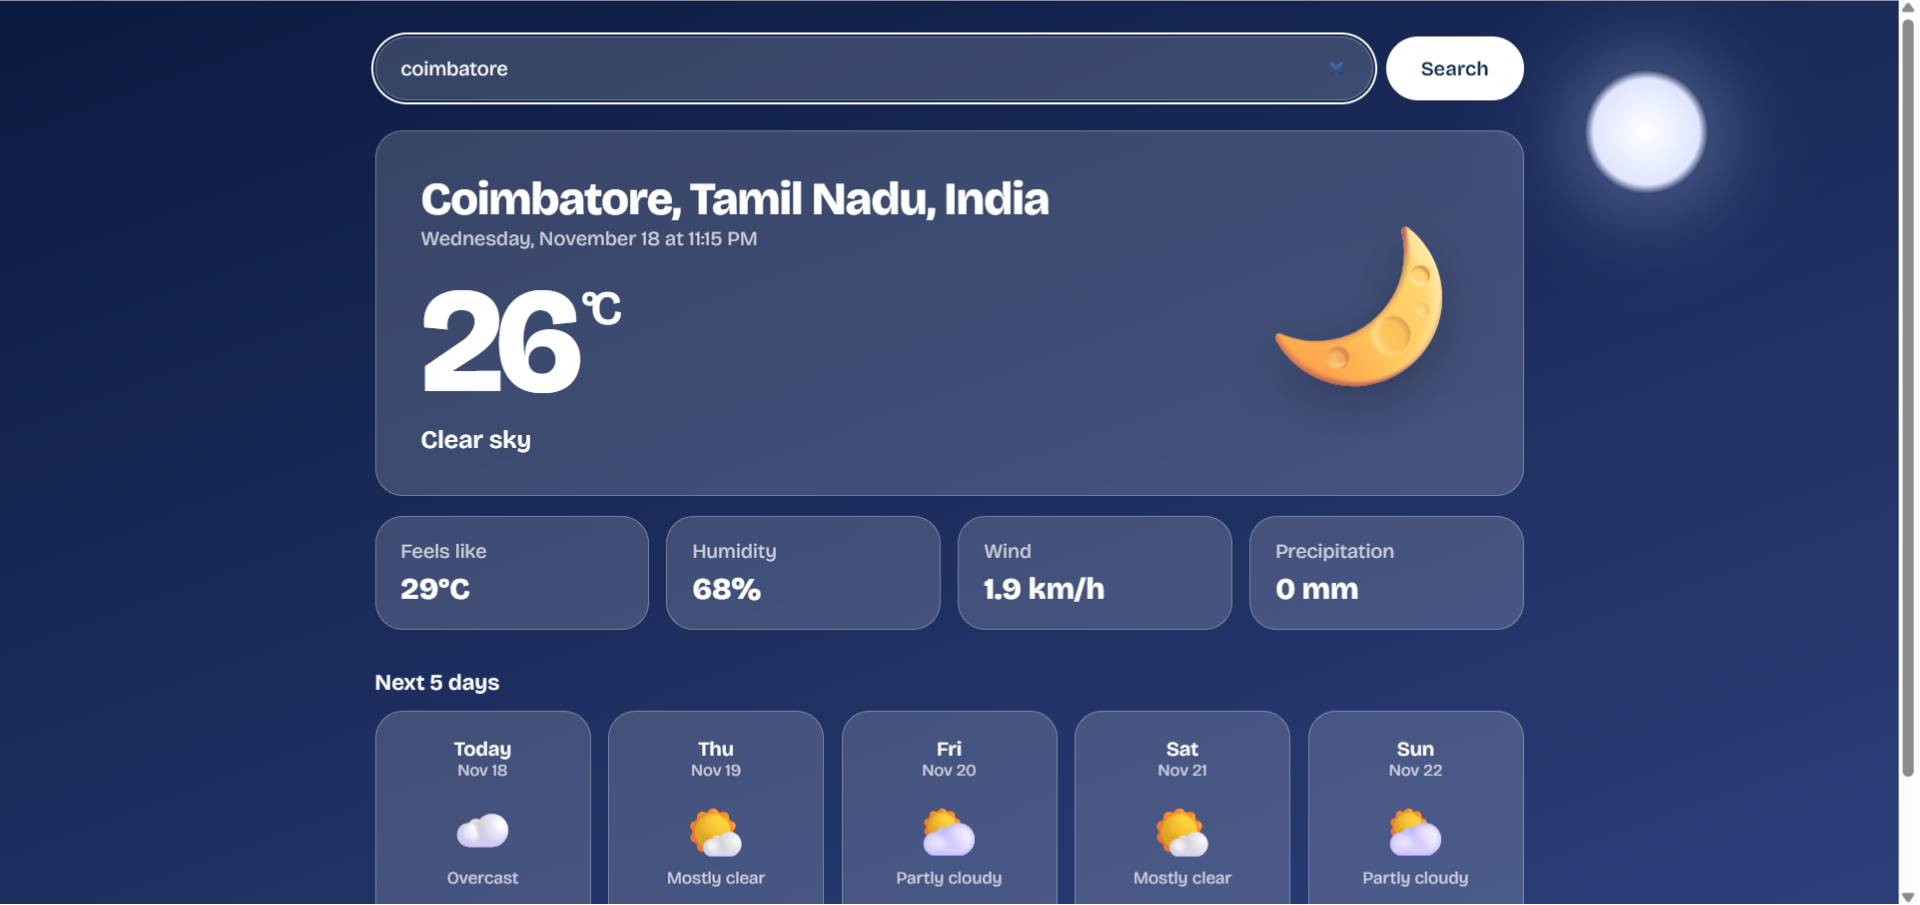 coimbatore
Search
Coimbatore, Tamil Nadu, India
Wednesday, November 18 at 11:15 PM
26°C
Clear sky
Feels like
29°C
Humidity
68%
Wind
1.9 km/h
Precipitation
0 mm
Next 5 days
Today
Nov 18
Overcast
Thu
Nov 19
Mostly clear
Fri
Nov 20
Partly cloudy
Sat
Nov 21
Mostly clear
Sun
Nov 22
Partly cloudy